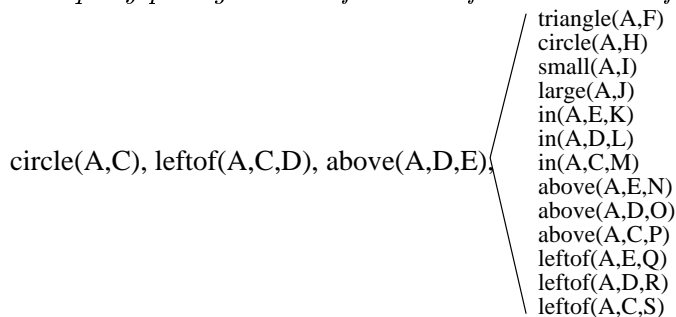 triangle(A,F)
circle(A,H)
small(A,I)
large(A,J)
in(A,E,K)
in(A,D,L)
circle(A,C), leftof(A,C,D), above(A,D,E),
in(A,C,M)
above(A,E,N)
above(A,D,O)
above(A,C,P)
leftof(A,E,Q)
leftof(A,D,R)
leftof(A,C,S)